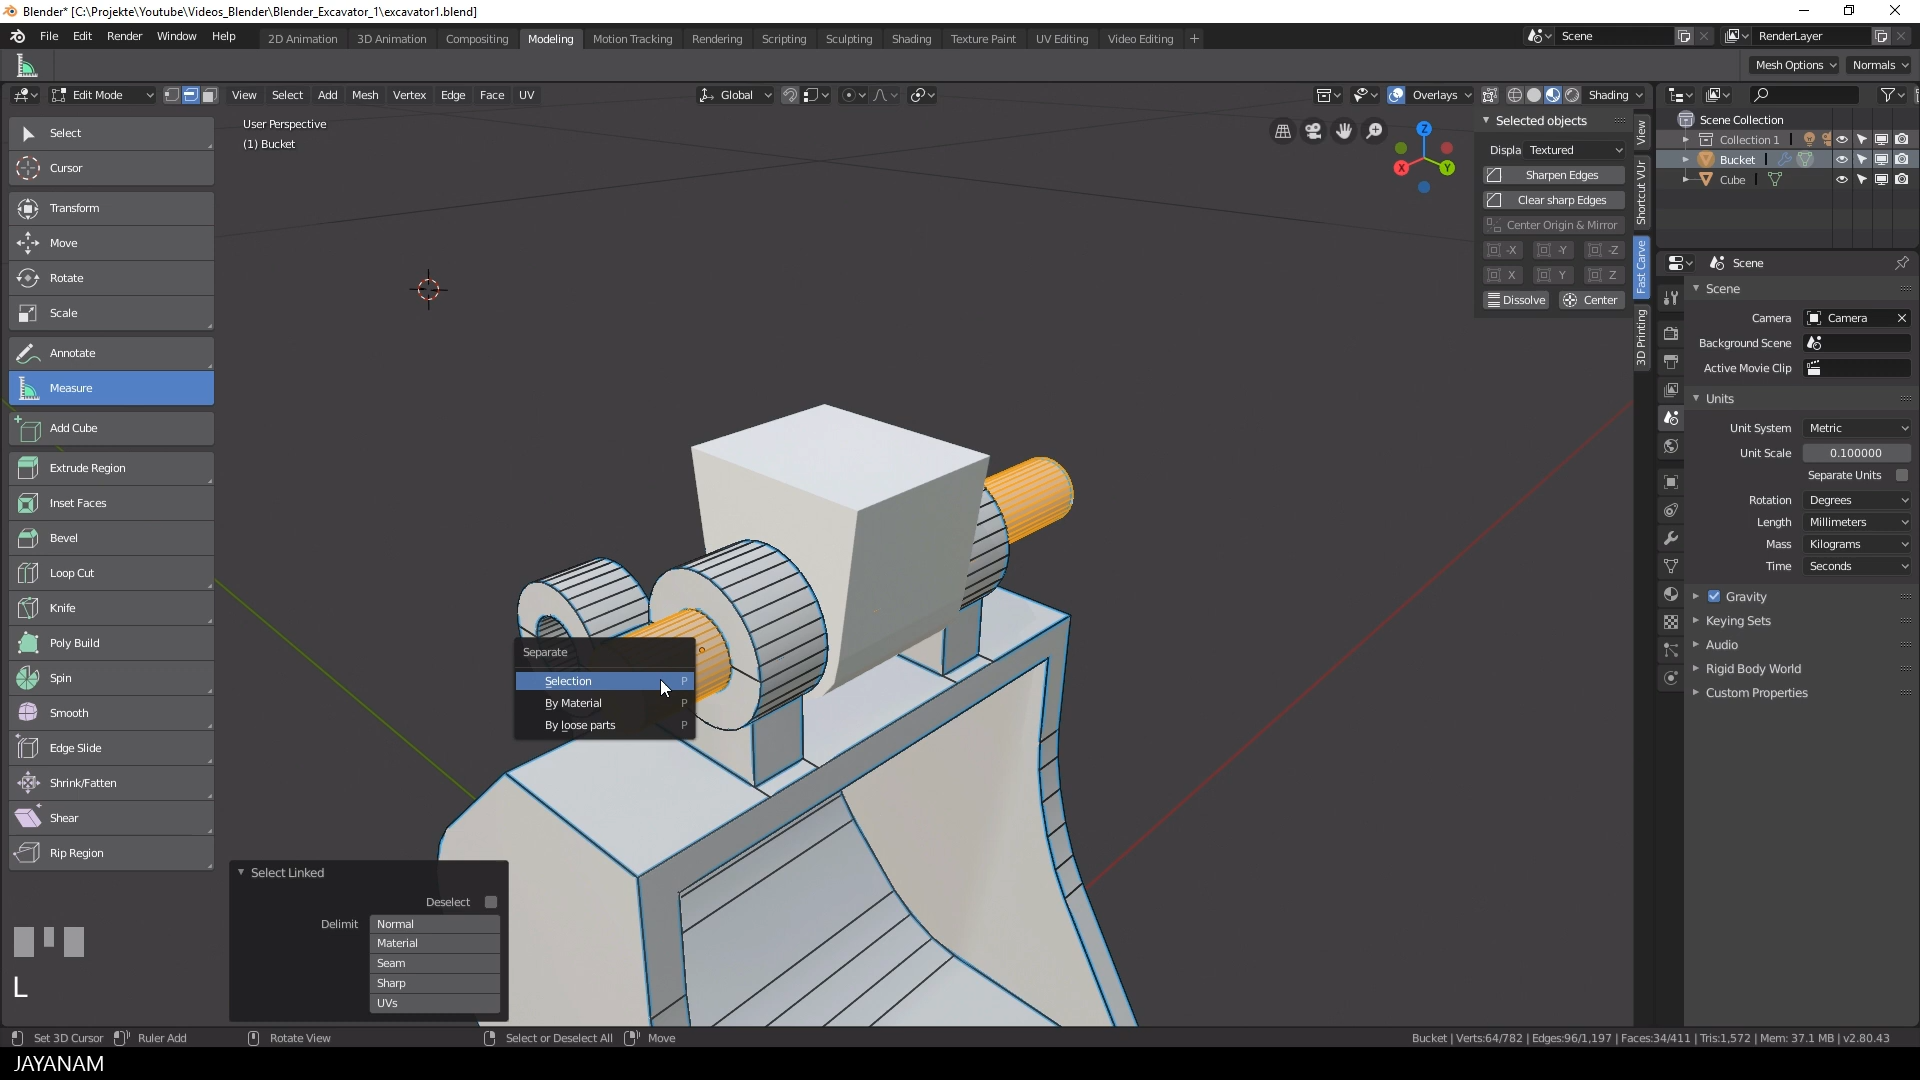 Blender* [C:\Projekte\Youtube\Videos_Blender\Blender_Excavator_1\excavator1.blend]
File Edit Render Window Help 2D Animation 3D Animation Compositing Modeling Motion Tracking Rendering Scripting Sculpting Shading Texture Paint UV Editing Video Editing + Scene RenderLayer
Mesh Options Normals
Edit Mode View Select Add Mesh Vertex Edge Face UV Global Overlays Shading
User Perspective
(1) Bucket
Select
Cursor
Transform
Move
Rotate
Scale
Annotate
Measure
Add Cube
Extrude Region
Inset Faces
Bevel
Loop Cut
Knife
Poly Build
Spin
Smooth
Edge Slide
Shrink/Fatten
Shear
Rip Region
L
Separate
Selection P
By Material P
By loose parts P
Select Linked
Deselect
Delimit Normal
Material
Seam
Sharp
UVs
Z
X Y
Selected objects
Displa Textured
Sharpen Edges
Clear sharp Edges
Center Origin & Mirror
-X -Y -Z
X Y Z
Dissolve Center
View
Shortcut VUr
Fast Carve
3D Printing
Scene Collection
Collection 1
Bucket
Cube
Scene
Scene
Camera Camera
Background Scene
Active Movie Clip
Units
Unit System Metric
Unit Scale 0.100000
Separate Units
Rotation Degrees
Length Millimeters
Mass Kilograms
Time Seconds
Gravity
Keying Sets
Audio
Rigid Body World
Custom Properties
Set 3D Cursor Ruler Add Rotate View Select or Deselect All Move Bucket | Verts:64/782 | Edges:96/1,197 | Faces:34/411 | Tris:1,572 | Mem: 37.1 MB | v2.80.43
JAYANAM